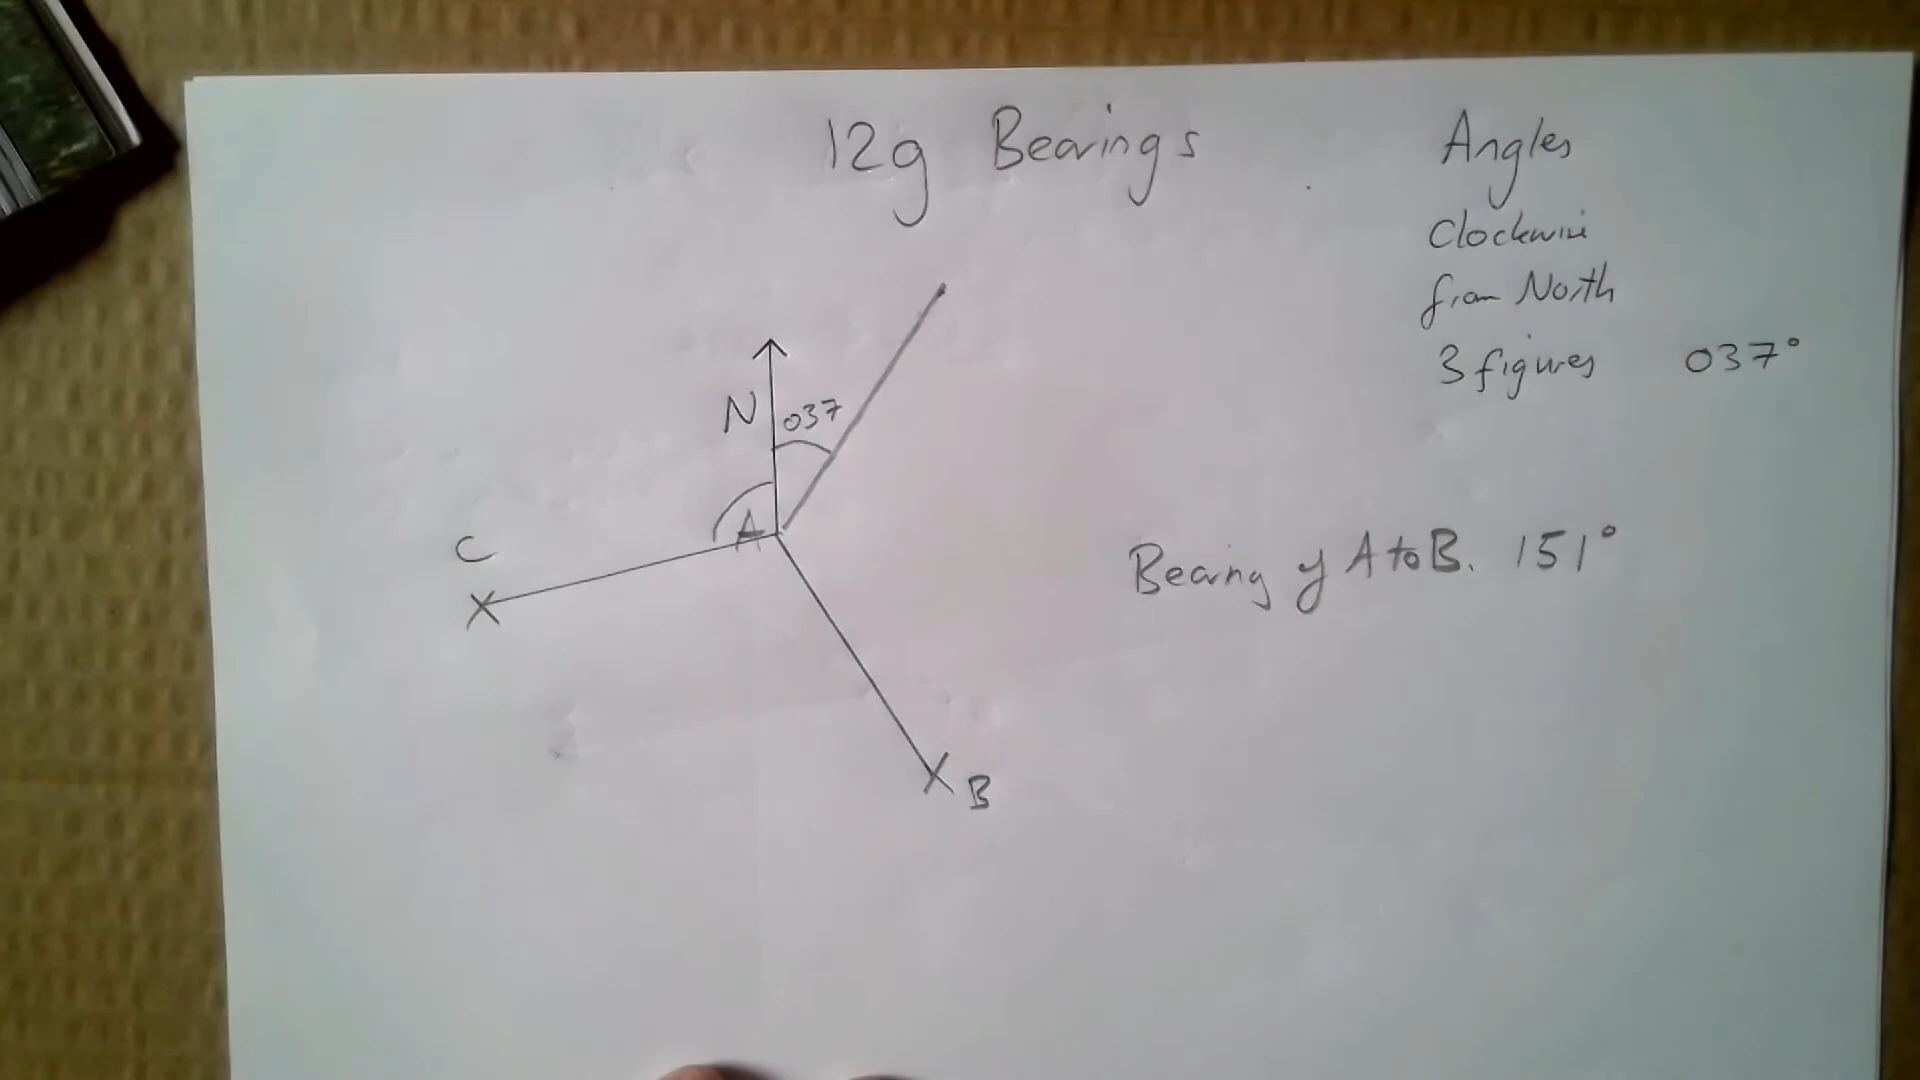 12g Bearings
Angles
Clockwise
from North
3 figures 037°
N 037
A
C
X
Bearing of A to B. 151°
X B